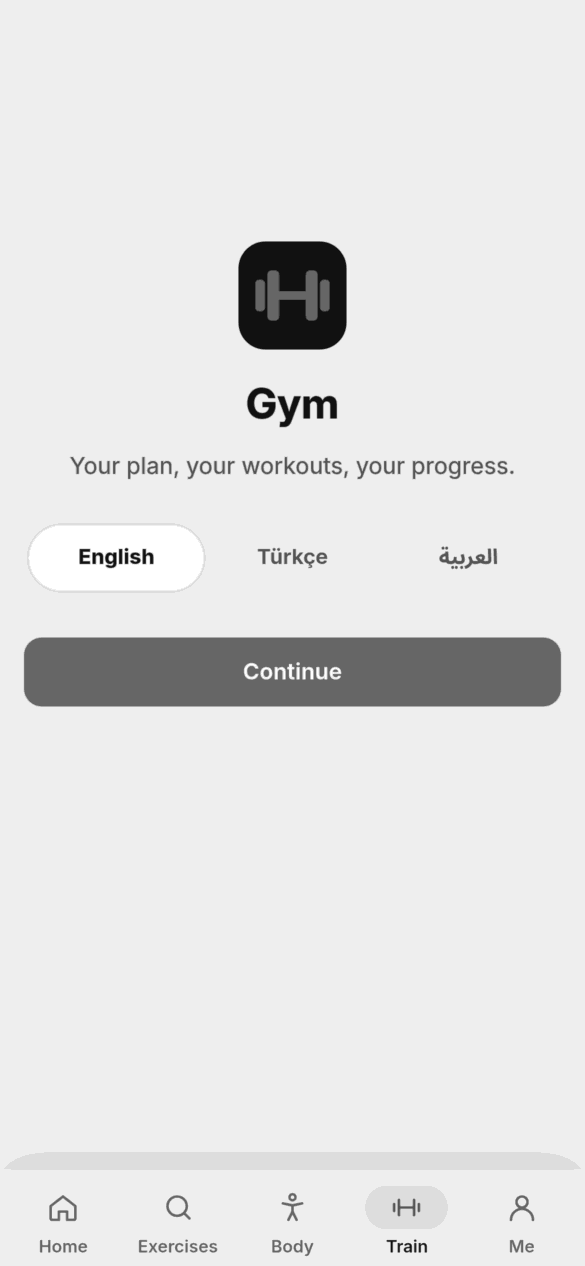 Gym
Your plan, your workouts, your progress.
English Türkçe العربية
Continue
Home Exercises Body Train Me